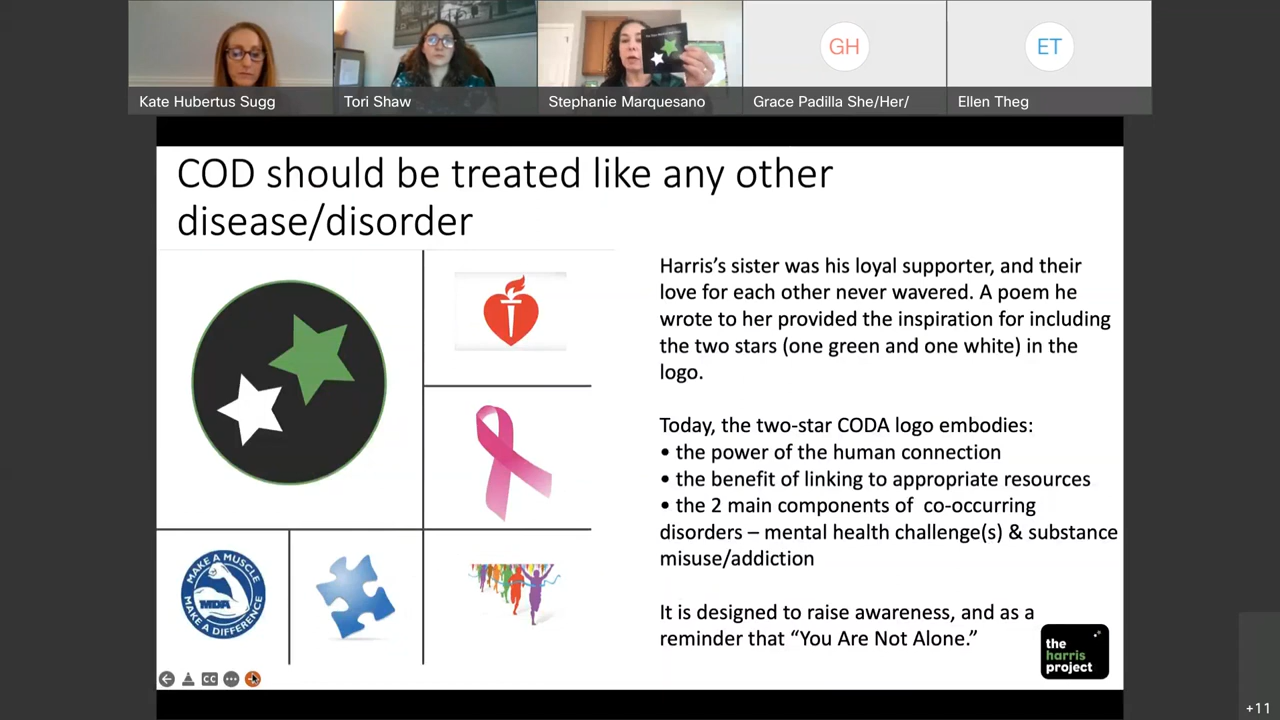 GH
ET
Kate Hubertus Sugg
Tori Shaw
Stephanie Marquesano
Grace Padilla She/Her/
Ellen Theg
COD should be treated like any other
disease/disorder
MAKE A MUSCLE
MDA
MAKE A DIFFERENCE
Harris’s sister was his loyal supporter, and their
love for each other never wavered. A poem he
wrote to her provided the inspiration for including
the two stars (one green and one white) in the
logo.
Today, the two-star CODA logo embodies:
• the power of the human connection
• the benefit of linking to appropriate resources
• the 2 main components of co-occurring
disorders – mental health challenge(s) & substance
misuse/addiction
It is designed to raise awareness, and as a
reminder that “You Are Not Alone.”
the
harris
project
CC
+11